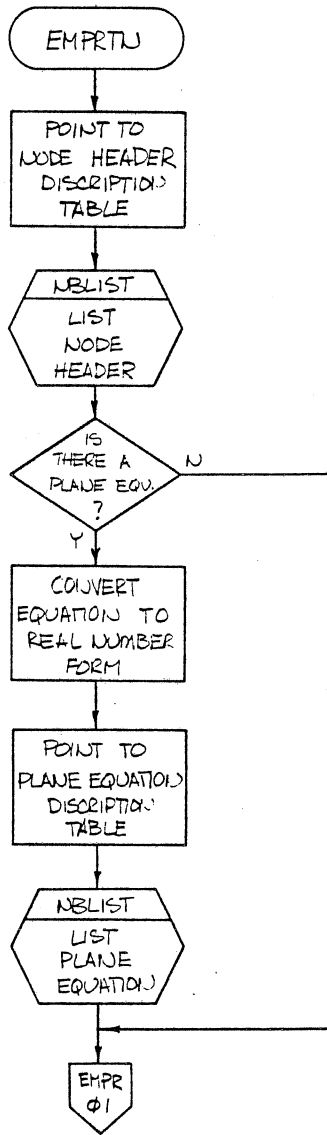 EMPRTN
POINT TO
NODE HEADER
DISCRIPTION
TABLE
NBLIST
LIST
NODE
HEADER
IS
THERE A
PLANE EQU.
?
N
Y
CONVERT
EQUATION TO
REAL NUMBER
FORM
POINT TO
PLANE EQUATION
DISCRIPTION
TABLE
NBLIST
LIST
PLANE
EQUATION
EMPR
Ø1